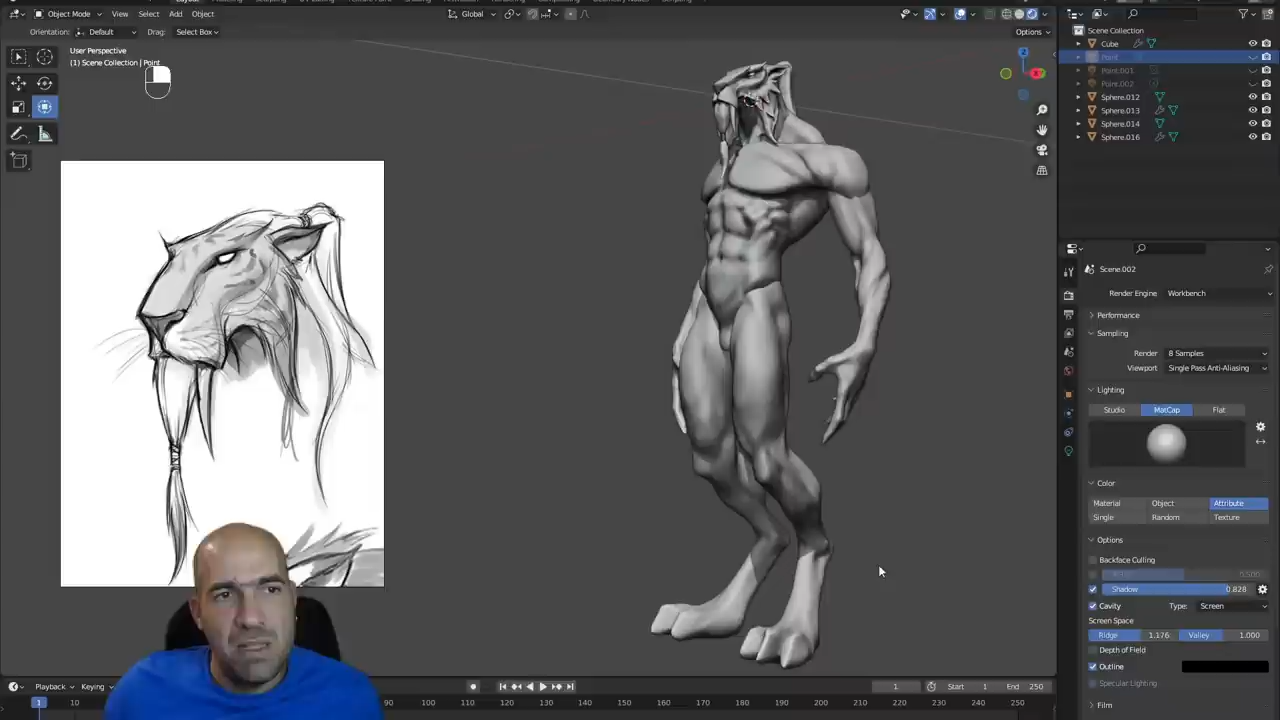 Object Mode
View
Select
Add
Object
Global
Orientation:
Default
Drag:
Select Box
Options
User Perspective
(1) Scene Collection | Point
Scene Collection
Cube
Point
Point.001
Point.002
Sphere.012
Sphere.013
Sphere.014
Sphere.016
Scene.002
Render Engine
Workbench
Performance
Sampling
Render
8 Samples
Viewport
Single Pass Anti-Aliasing
Lighting
Studio
MatCap
Flat
Color
Material
Object
Attribute
Single
Random
Texture
Options
Backface Culling
0.500
Shadow
0.828
Cavity
Type:
Screen
Screen Space
Ridge
1.176
Valley
1.000
Depth of Field
Outline
Specular Lighting
Film
Playback
Keying
1
Start
1
End
250
1
10
90
100
110
120
130
140
150
160
170
180
190
200
210
220
230
240
250